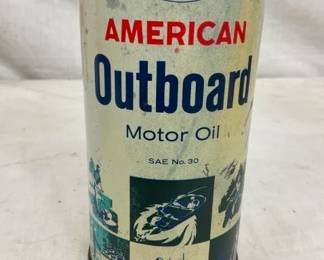 AMERICAN
Outboard
Motor Oil
SAE No. 30